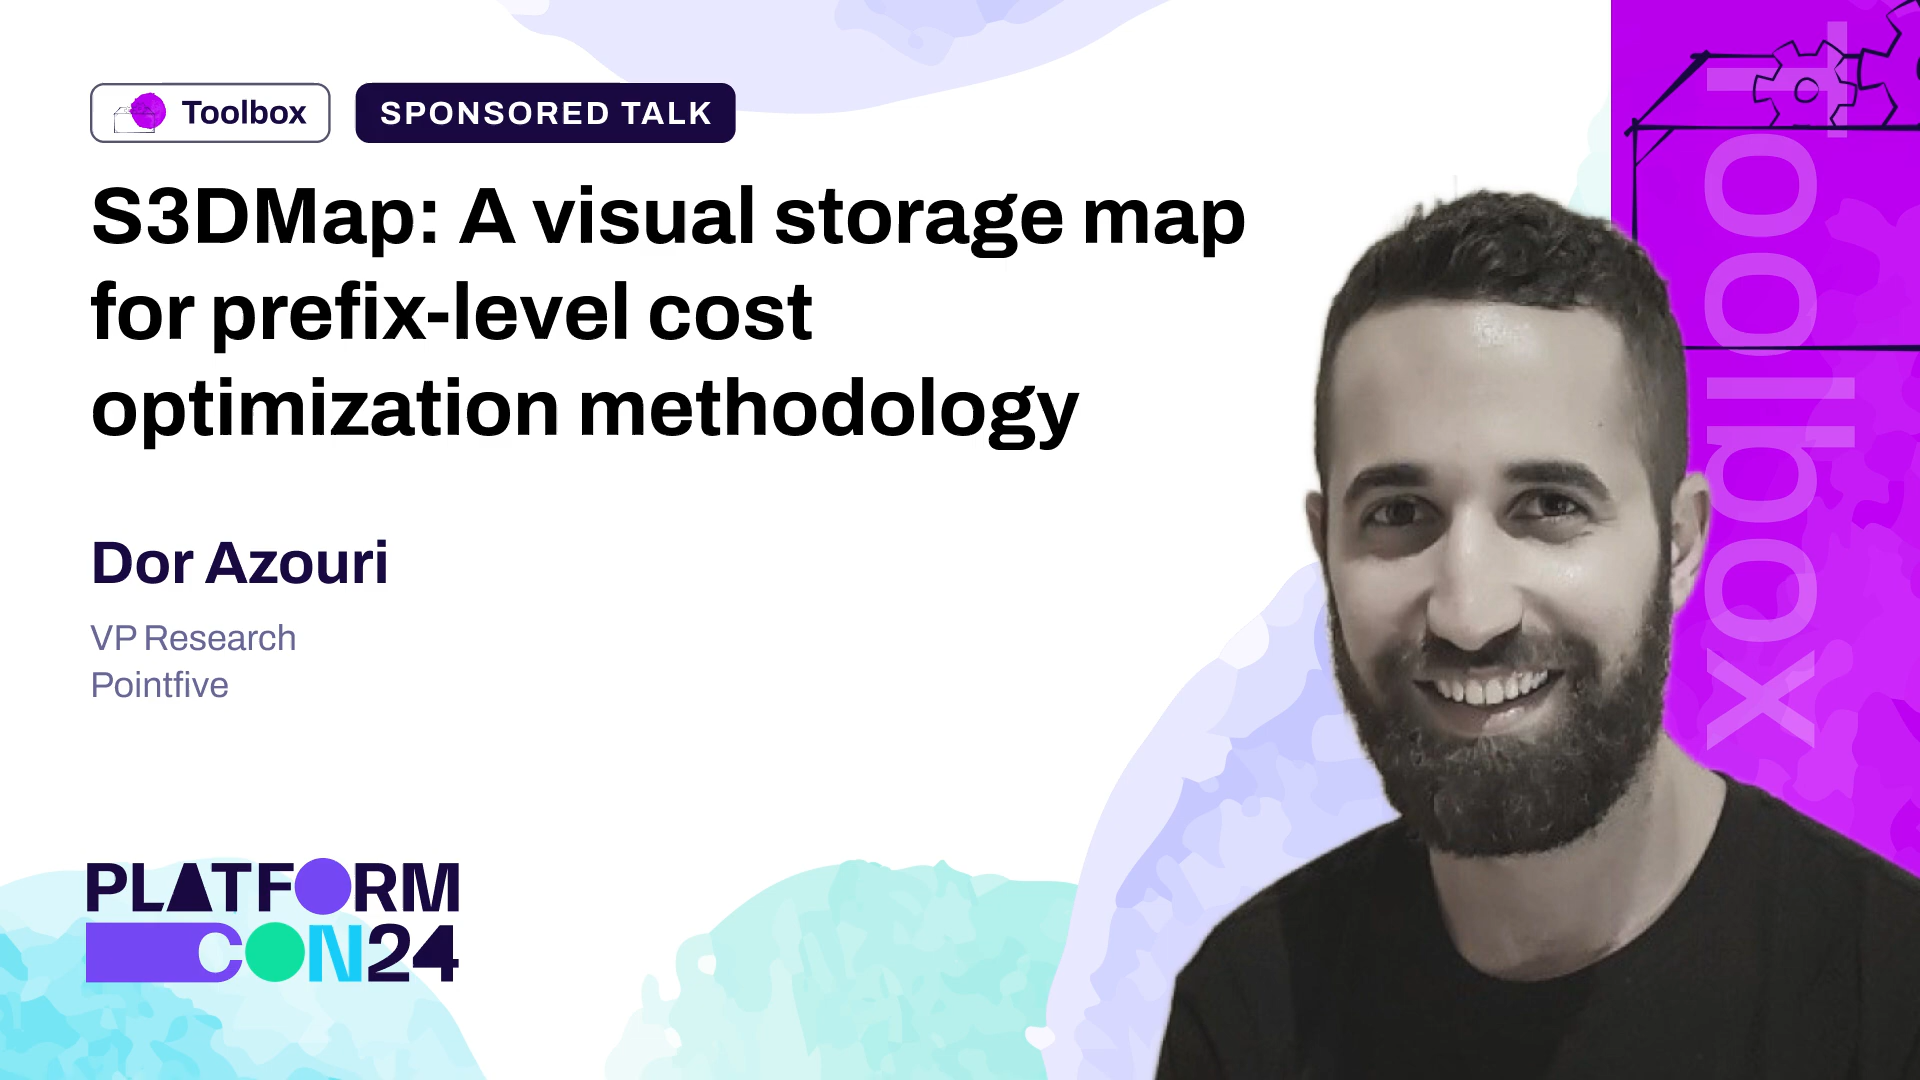 Toolbox
SPONSORED TALK
S3DMap: A visual storage map
for prefix-level cost
optimization methodology
Dor Azouri
VP Research
Pointfive
PLATFORM
CON24
Toolbox